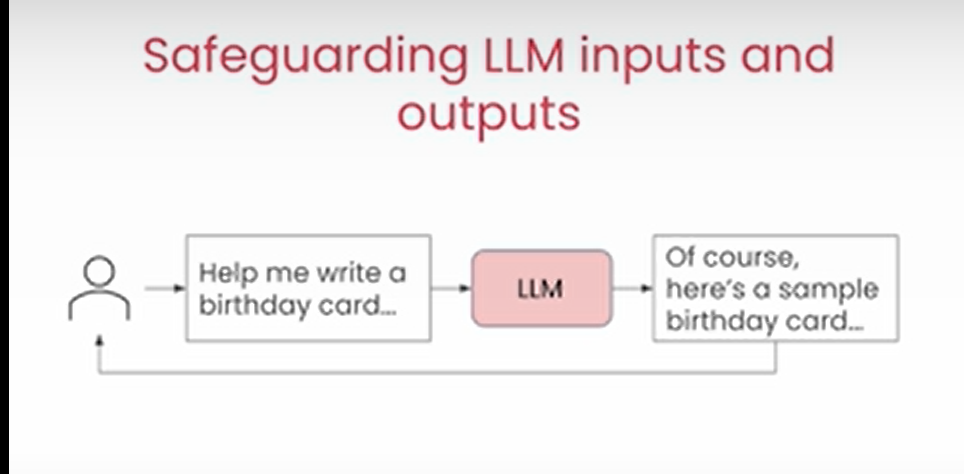 Safeguarding LLM inputs and
outputs
Help me write a
birthday card...
LLM
Of course,
here's a sample
birthday card...